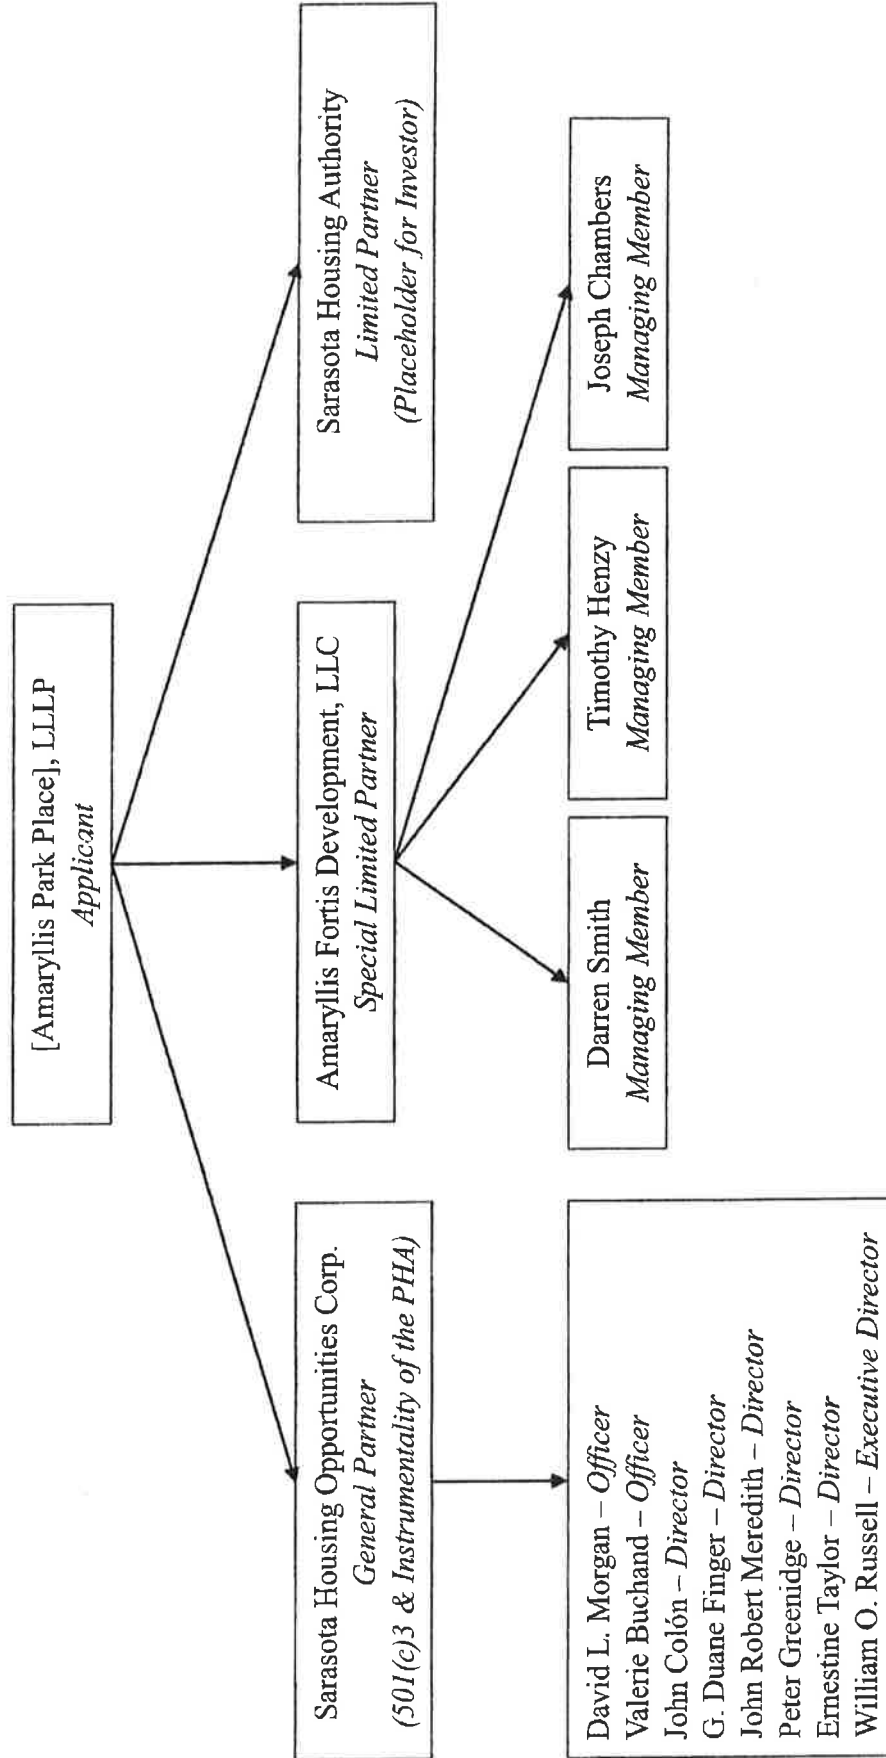 [Amaryllis Park Place], LLLP
Applicant
Sarasota Housing Opportunities Corp.
General Partner
(501(c)3 & Instrumentality of the PHA)
Amaryllis Fortis Development, LLC
Special Limited Partner
Sarasota Housing Authority
Limited Partner
(Placeholder for Investor)
David L. Morgan – Officer
Valerie Buchand – Officer
John Colón – Director
G. Duane Finger – Director
John Robert Meredith – Director
Peter Greenidge – Director
Ernestine Taylor – Director
William O. Russell – Executive Director
Darren Smith
Managing Member
Timothy Henzy
Managing Member
Joseph Chambers
Managing Member